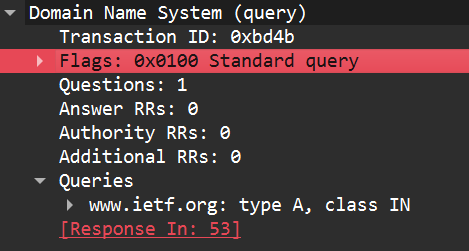 Domain Name System (query)
Transaction ID: 0xbd4b
Flags: 0x0100 Standard query
Questions: 1
Answer RRs: 0
Authority RRs: 0
Additional RRs: 0
Queries
www.ietf.org: type A, class IN
[Response In: 53]